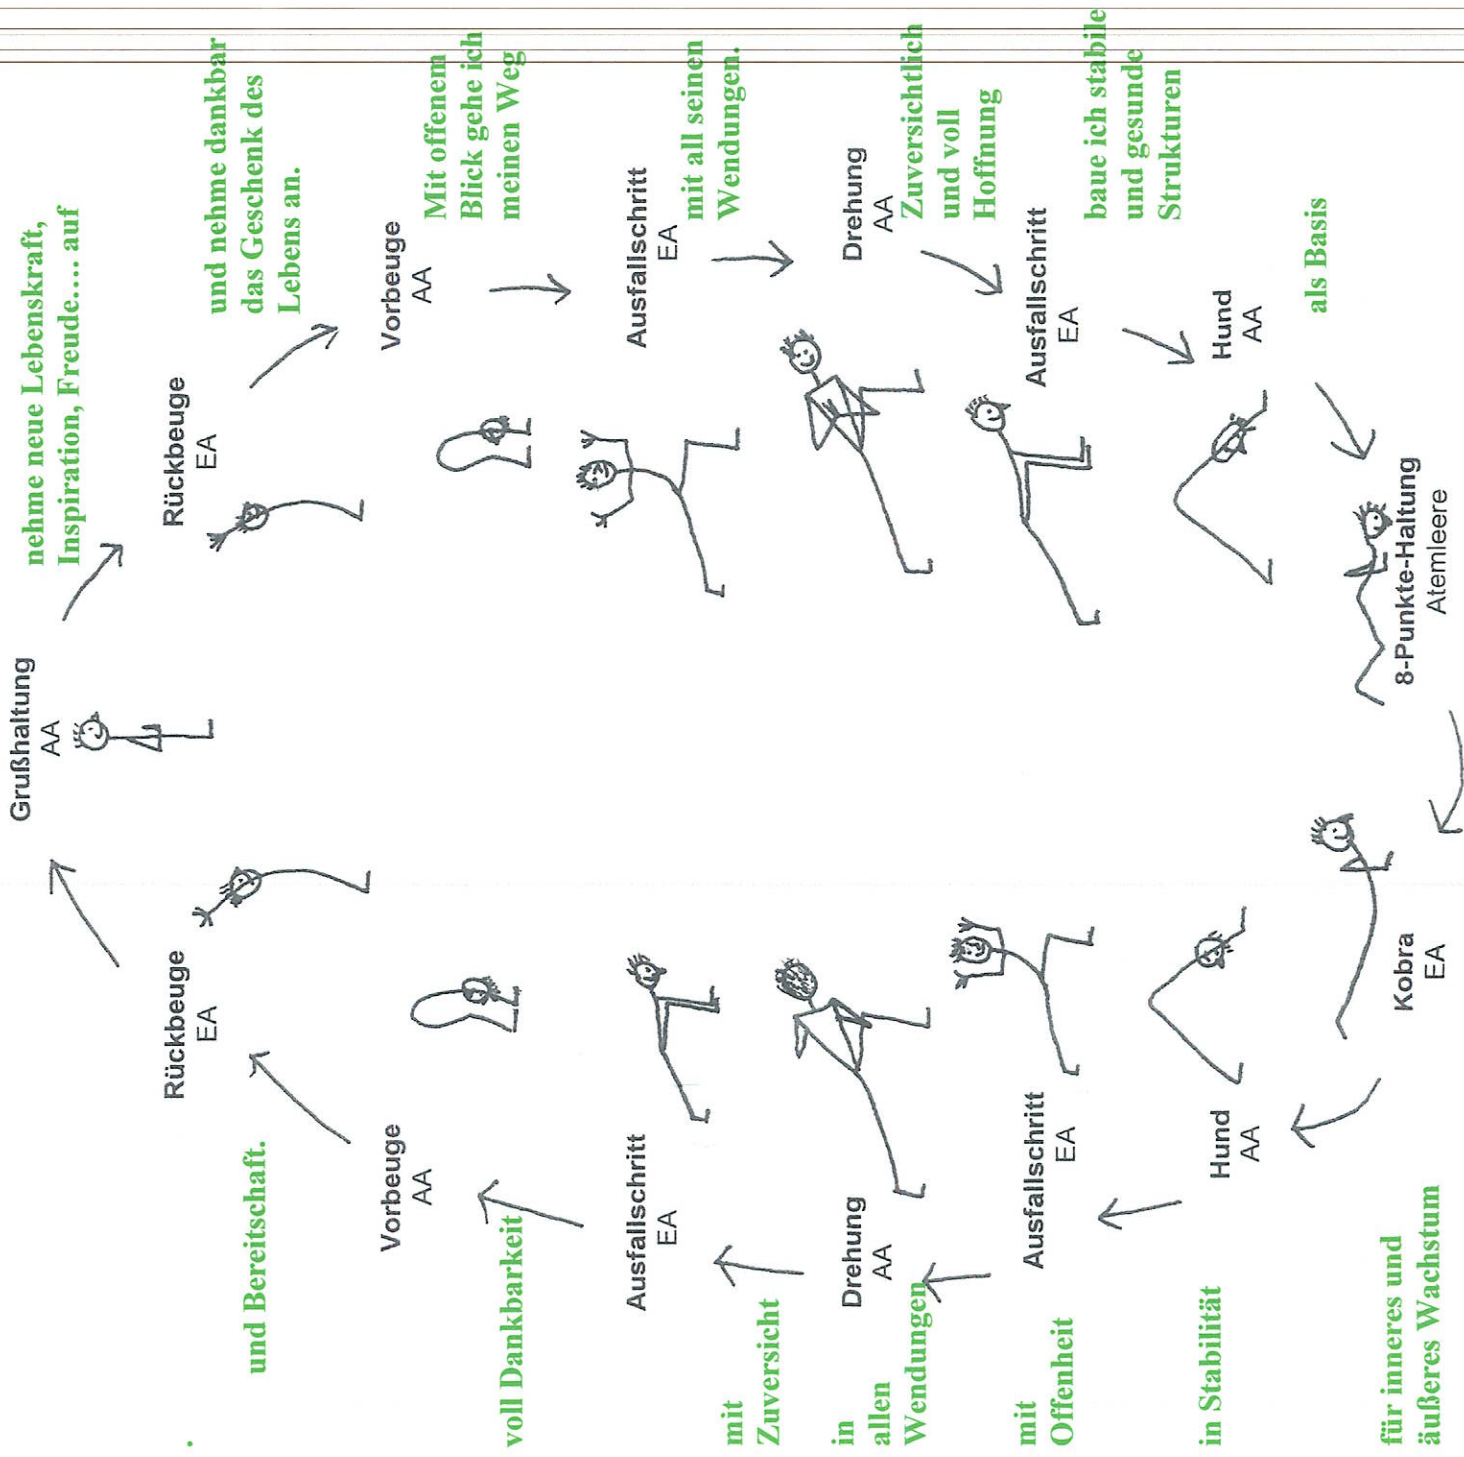 Grußhaltung
AA
nehme neue Lebenskraft,
Inspiration, Freude…. auf
Rückbeuge
EA
und nehme dankbar
das Geschenk des
Lebens an.
Vorbeuge
AA
Mit offenem
Blick gehe ich
meinen Weg
Ausfallschritt
EA
mit all seinen
Wendungen.
Drehung
AA
Zuversichtlich
und voll
Hoffnung
Ausfallschritt
EA
baue ich stabile
und gesunde
Strukturen
Hund
AA
als Basis
8-Punkte-Haltung
Atemleere
Kobra
EA
für inneres und
äußeres Wachstum
Hund
AA
in Stabilität
Ausfallschritt
EA
mit
Offenheit
Drehung
AA
in
allen
Wendungen
Ausfallschritt
EA
mit
Zuversicht
Vorbeuge
AA
voll Dankbarkeit
Rückbeuge
EA
und Bereitschaft.
.